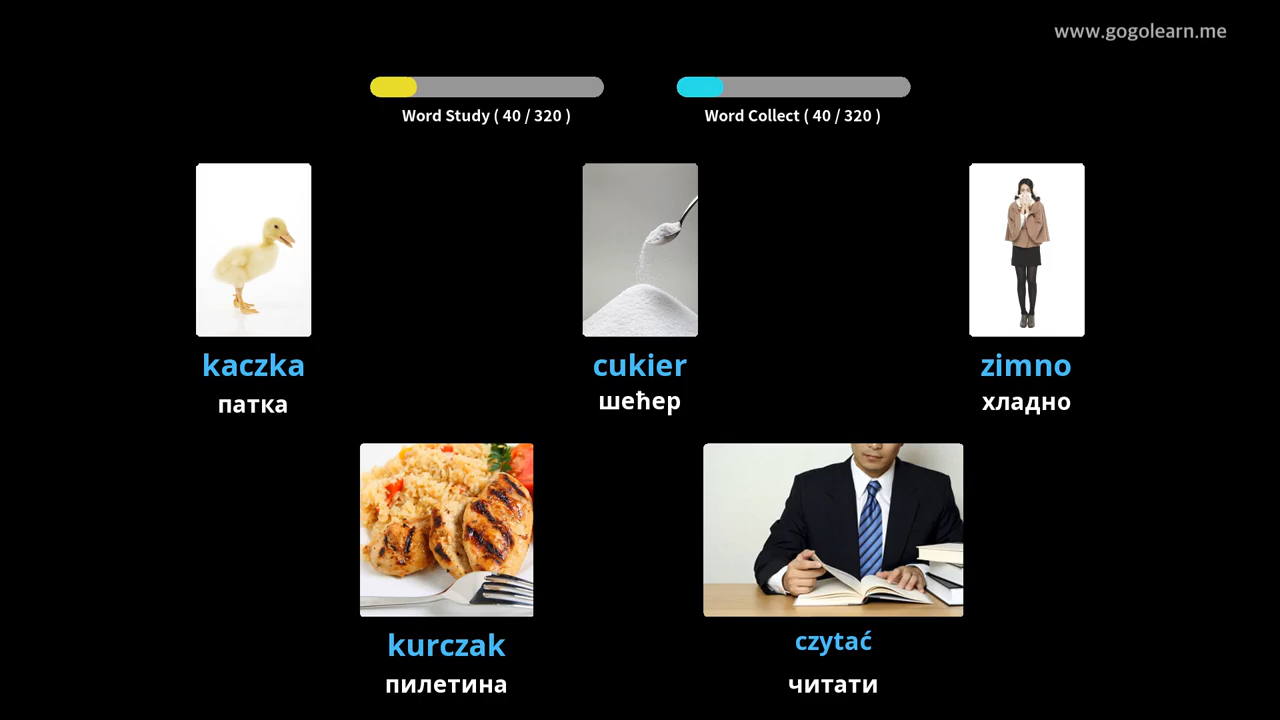 www.gogolearn.me
Word Study ( 40 / 320 )
Word Collect ( 40 / 320 )
kaczka
патка
cukier
шећер
zimno
хладно
kurczak
пилетина
czytać
читати